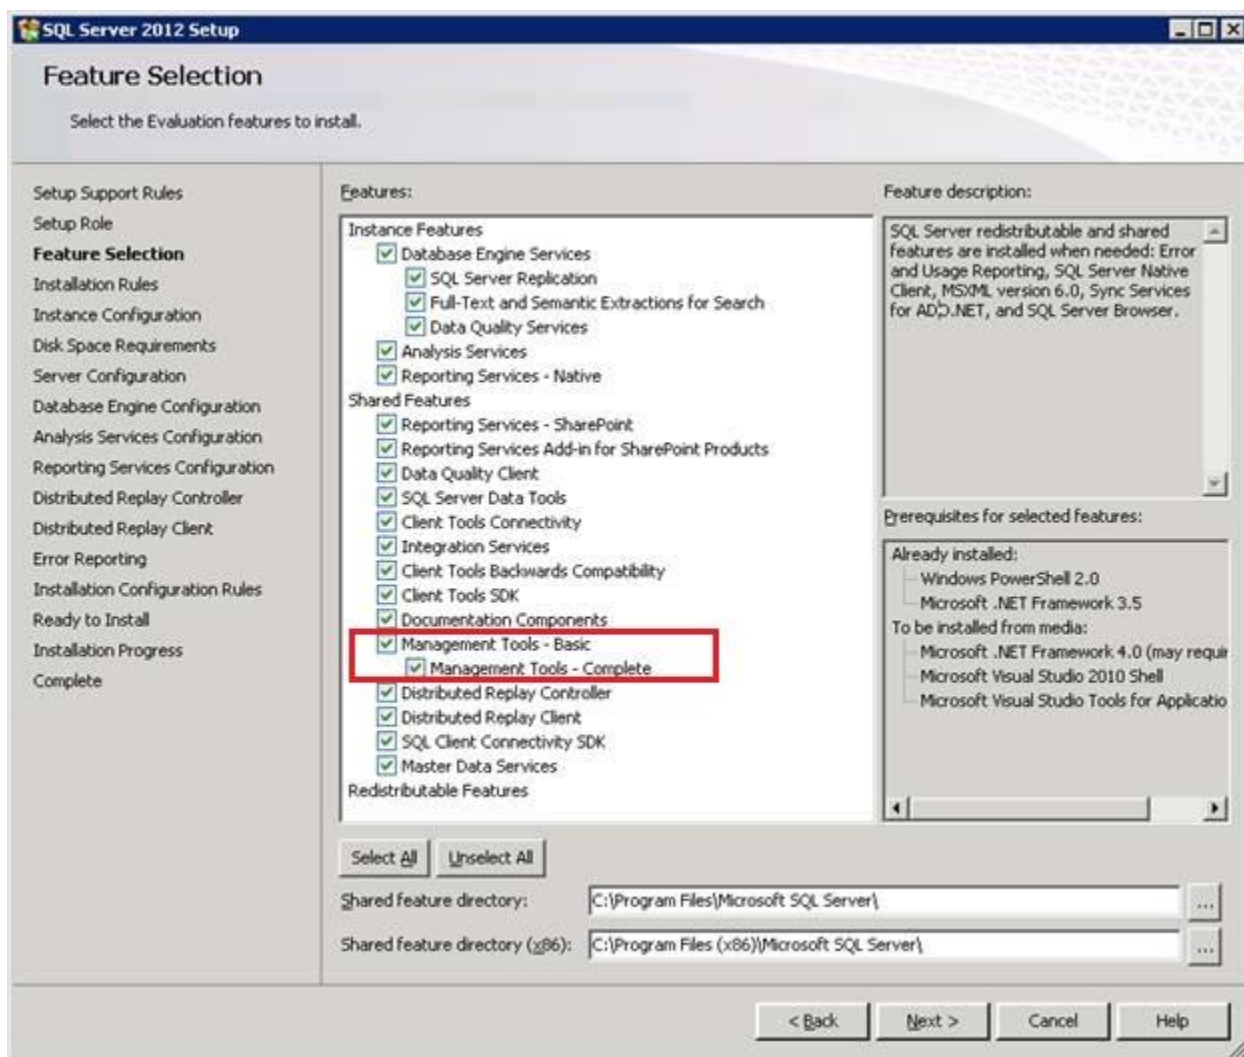 SQL Server 2012 Setup
Feature Selection
Select the Evaluation features to install.
Setup Support Rules
Setup Role
Feature Selection
Installation Rules
Instance Configuration
Disk Space Requirements
Server Configuration
Database Engine Configuration
Analysis Services Configuration
Reporting Services Configuration
Distributed Replay Controller
Distributed Replay Client
Error Reporting
Installation Configuration Rules
Ready to Install
Installation Progress
Complete
Features:
Instance Features
Database Engine Services
SQL Server Replication
Full-Text and Semantic Extractions for Search
Data Quality Services
Analysis Services
Reporting Services - Native
Shared Features
Reporting Services - SharePoint
Reporting Services Add-in for SharePoint Products
Data Quality Client
SQL Server Data Tools
Client Tools Connectivity
Integration Services
Client Tools Backwards Compatibility
Client Tools SDK
Documentation Components
Management Tools - Basic
Management Tools - Complete
Distributed Replay Controller
Distributed Replay Client
SQL Client Connectivity SDK
Master Data Services
Redistributable Features
Feature description:
SQL Server redistributable and shared
features are installed when needed: Error
and Usage Reporting, SQL Server Native
Client, MSXML version 6.0, Sync Services
for ADO.NET, and SQL Server Browser.
Prerequisites for selected features:
Already installed:
Windows PowerShell 2.0
Microsoft .NET Framework 3.5
To be installed from media:
Microsoft .NET Framework 4.0 (may requir
Microsoft Visual Studio 2010 Shell
Microsoft Visual Studio Tools for Applicatio
Select All
Unselect All
Shared feature directory:
C:\Program Files\Microsoft SQL Server\
...
Shared feature directory (x86):
C:\Program Files (x86)\Microsoft SQL Server\
...
< Back
Next >
Cancel
Help